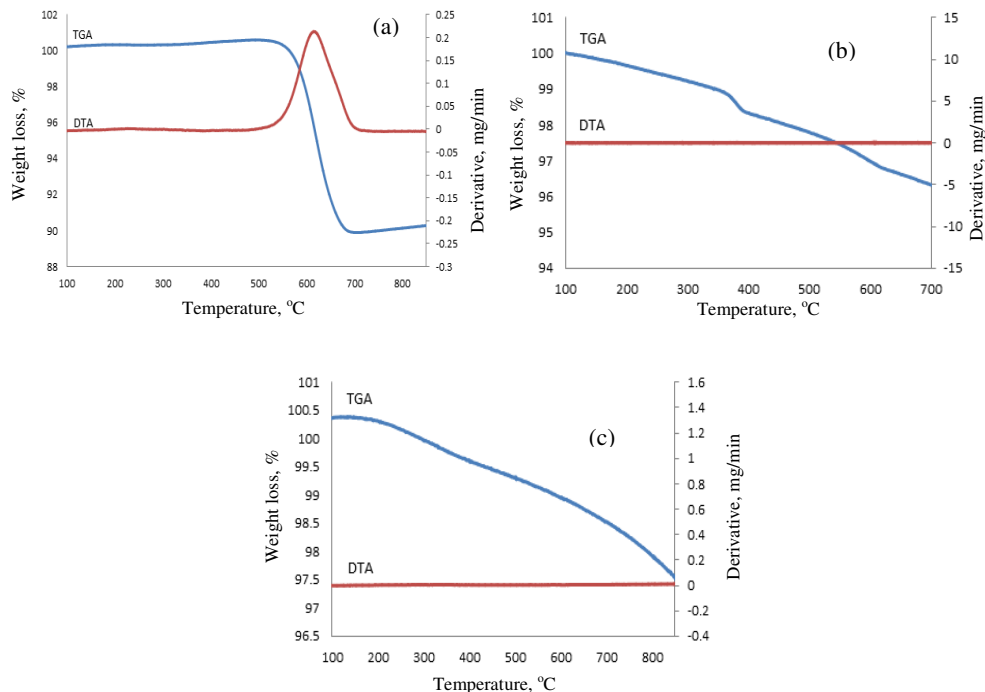 (a)
TGA
DTA
Weight loss, %
102
100
98
96
94
92
90
88
0.25
0.2
0.15
0.1
0.05
0
-0.05
-0.1
-0.15
-0.2
-0.25
-0.3
Derivative, mg/min
100 200 300 400 500 600 700 800
Temperature, °C
(b)
TGA
DTA
Weight loss, %
101
100
99
98
97
96
95
94
15
10
5
0
-5
-10
-15
Derivative, mg/min
100 200 300 400 500 600 700
Temperature, °C
(c)
TGA
DTA
Weight loss, %
101
100.5
100
99.5
99
98.5
98
97.5
97
96.5
1.6
1.4
1.2
1
0.8
0.6
0.4
0.2
0
-0.2
-0.4
Derivative, mg/min
100 200 300 400 500 600 700 800
Temperature, °C